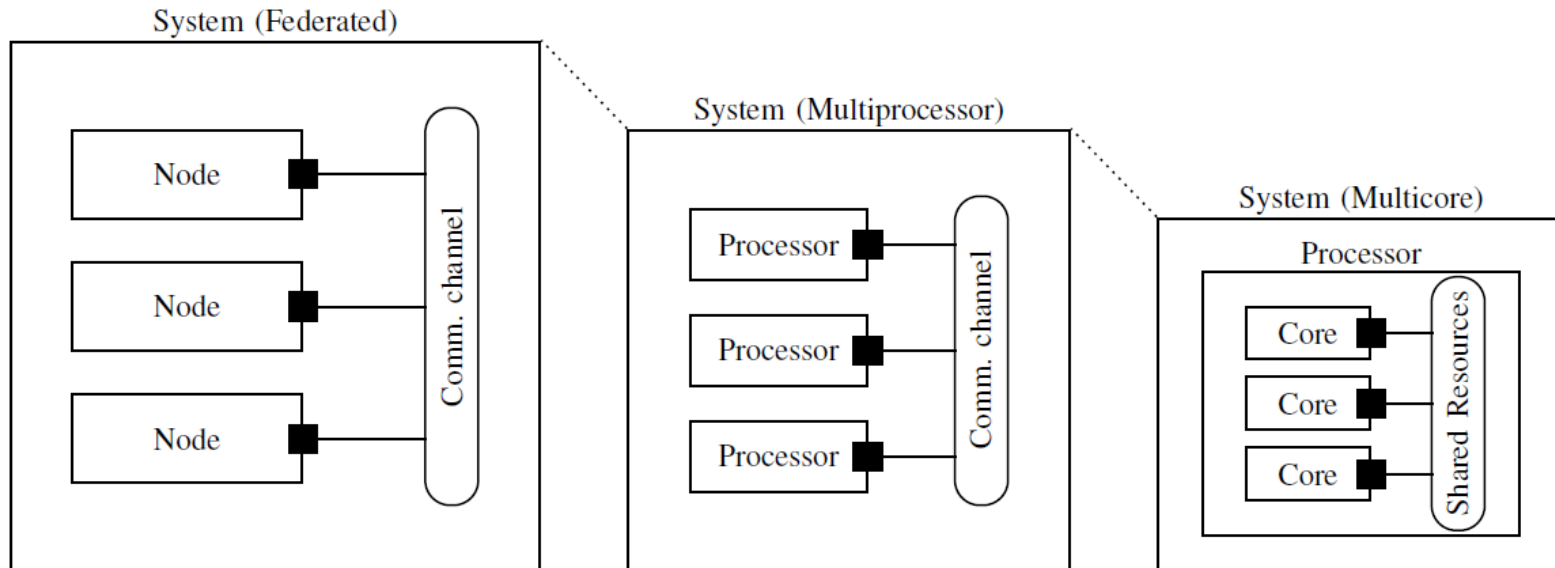 System (Federated)
Node
Node
Node
Comm. channel
System (Multiprocessor)
Processor
Processor
Processor
Comm. channel
System (Multicore)
Processor
Core
Core
Core
Shared Resources